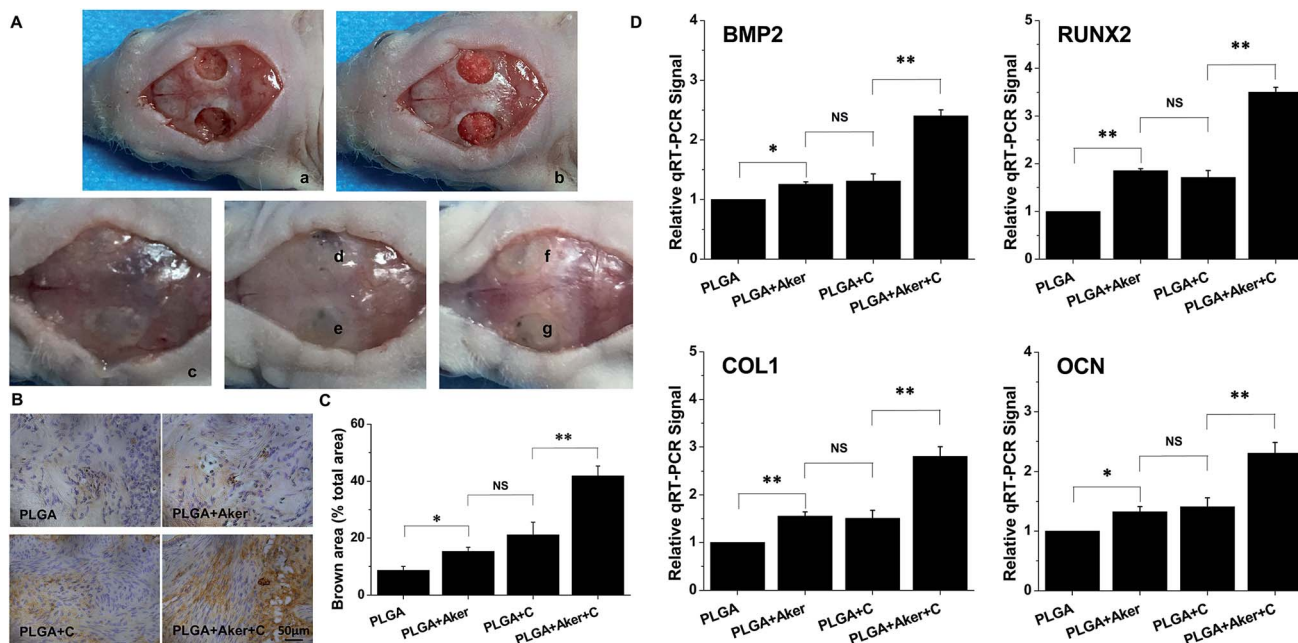 A
a
b
c
d
e
f
g
B
PLGA
PLGA+Aker
PLGA+C
PLGA+Aker+C
50μm
C
Brown area (% total area)
60
40
20
0
*
NS
**
PLGA
PLGA+Aker
PLGA+C
PLGA+Aker+C
D
BMP2
Relative qRT-PCR Signal
4
3
2
1
0
*
NS
**
PLGA
PLGA+Aker
PLGA+C
PLGA+Aker+C
RUNX2
Relative qRT-PCR Signal
5
4
3
2
1
0
**
NS
**
PLGA
PLGA+Aker
PLGA+C
PLGA+Aker+C
COL1
Relative qRT-PCR Signal
5
4
3
2
1
0
**
NS
**
PLGA
PLGA+Aker
PLGA+C
PLGA+Aker+C
OCN
Relative qRT-PCR Signal
4
3
2
1
0
*
NS
**
PLGA
PLGA+Aker
PLGA+C
PLGA+Aker+C